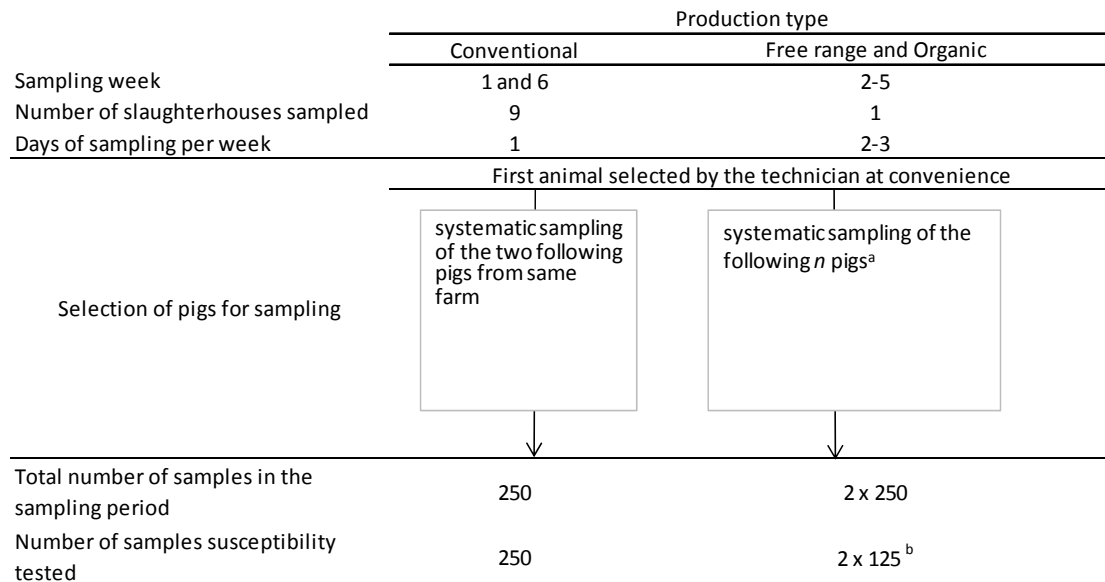 Production type
Conventional Free range and Organic
Sampling week 1 and 6 2-5
Number of slaughterhouses sampled 9 1
Days of sampling per week 1 2-3
First animal selected by the technician at convenience
systematic sampling
of the two following
pigs from same
farm
systematic sampling of the
following n pigsᵃ
Selection of pigs for sampling
Total number of samples in the
sampling period
250 2 x 250
Number of samples susceptibility
tested
250 2 x 125 ᵇ